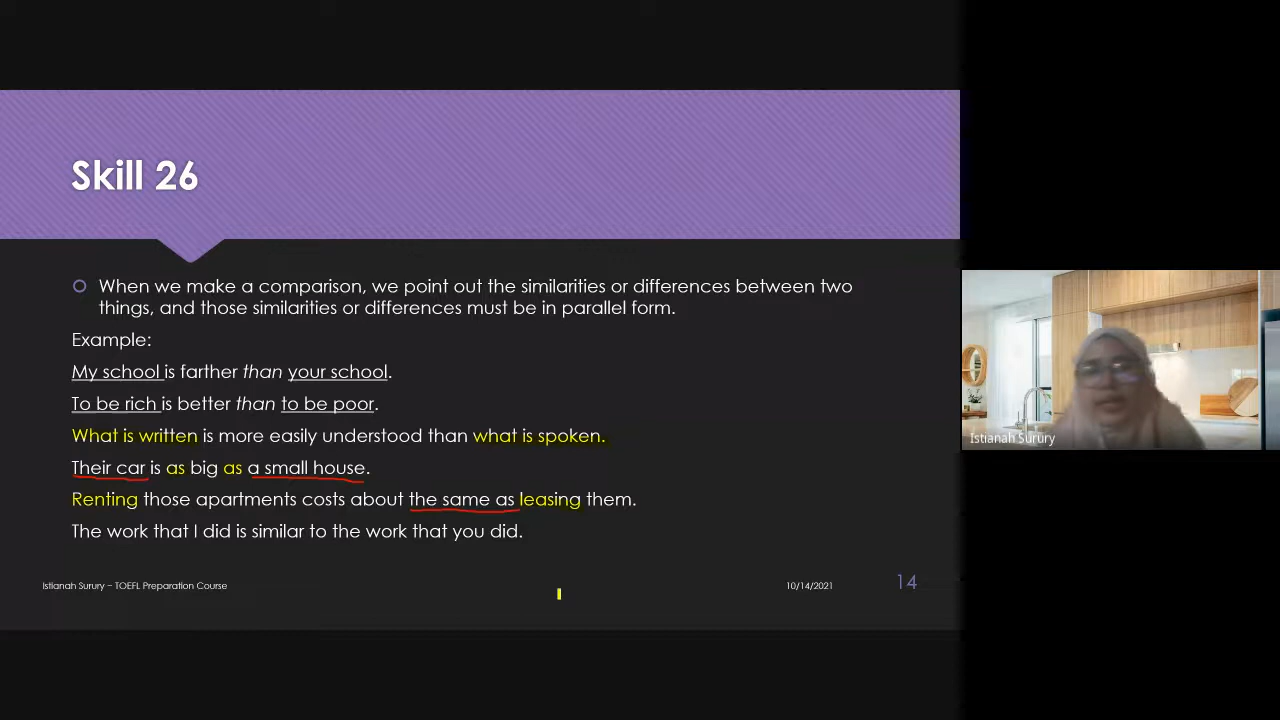 Skill 26
When we make a comparison, we point out the similarities or differences between two
things, and those similarities or differences must be in parallel form.
Example:
My school is farther than your school.
To be rich is better than to be poor.
What is written is more easily understood than what is spoken.
Their car is as big as a small house.
Renting those apartments costs about the same as leasing them.
The work that I did is similar to the work that you did.
Istianah Surury – TOEFL Preparation Course
10/14/2021
14
Istianah Surury